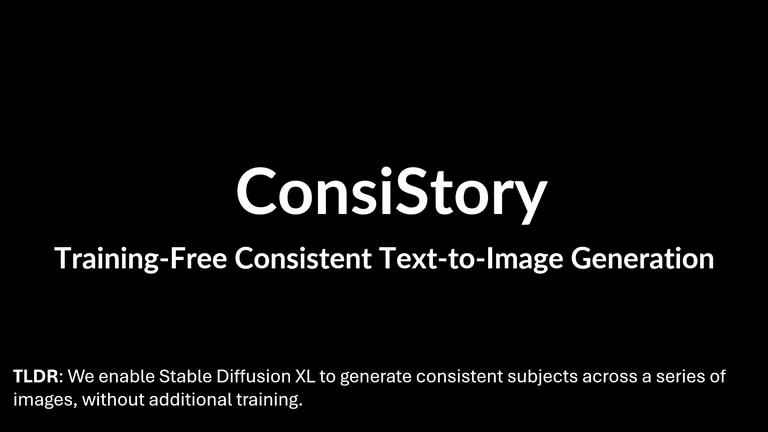 ConsiStory
Training-Free Consistent Text-to-Image Generation
TLDR: We enable Stable Diffusion XL to generate consistent subjects across a series of
images, without additional training.